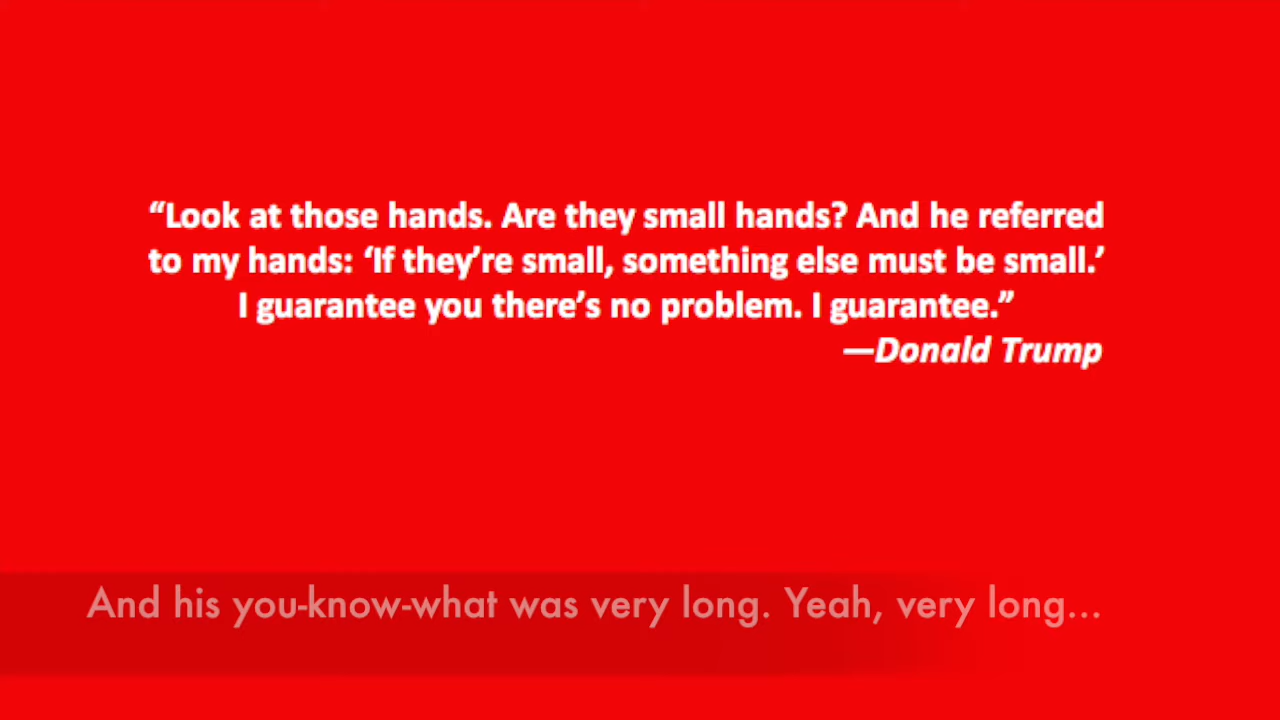 “Look at those hands. Are they small hands? And he referred
to my hands: ‘If they’re small, something else must be small.’
I guarantee you there’s no problem. I guarantee.”
—Donald Trump
And his you-know-what was very long. Yeah, very long...